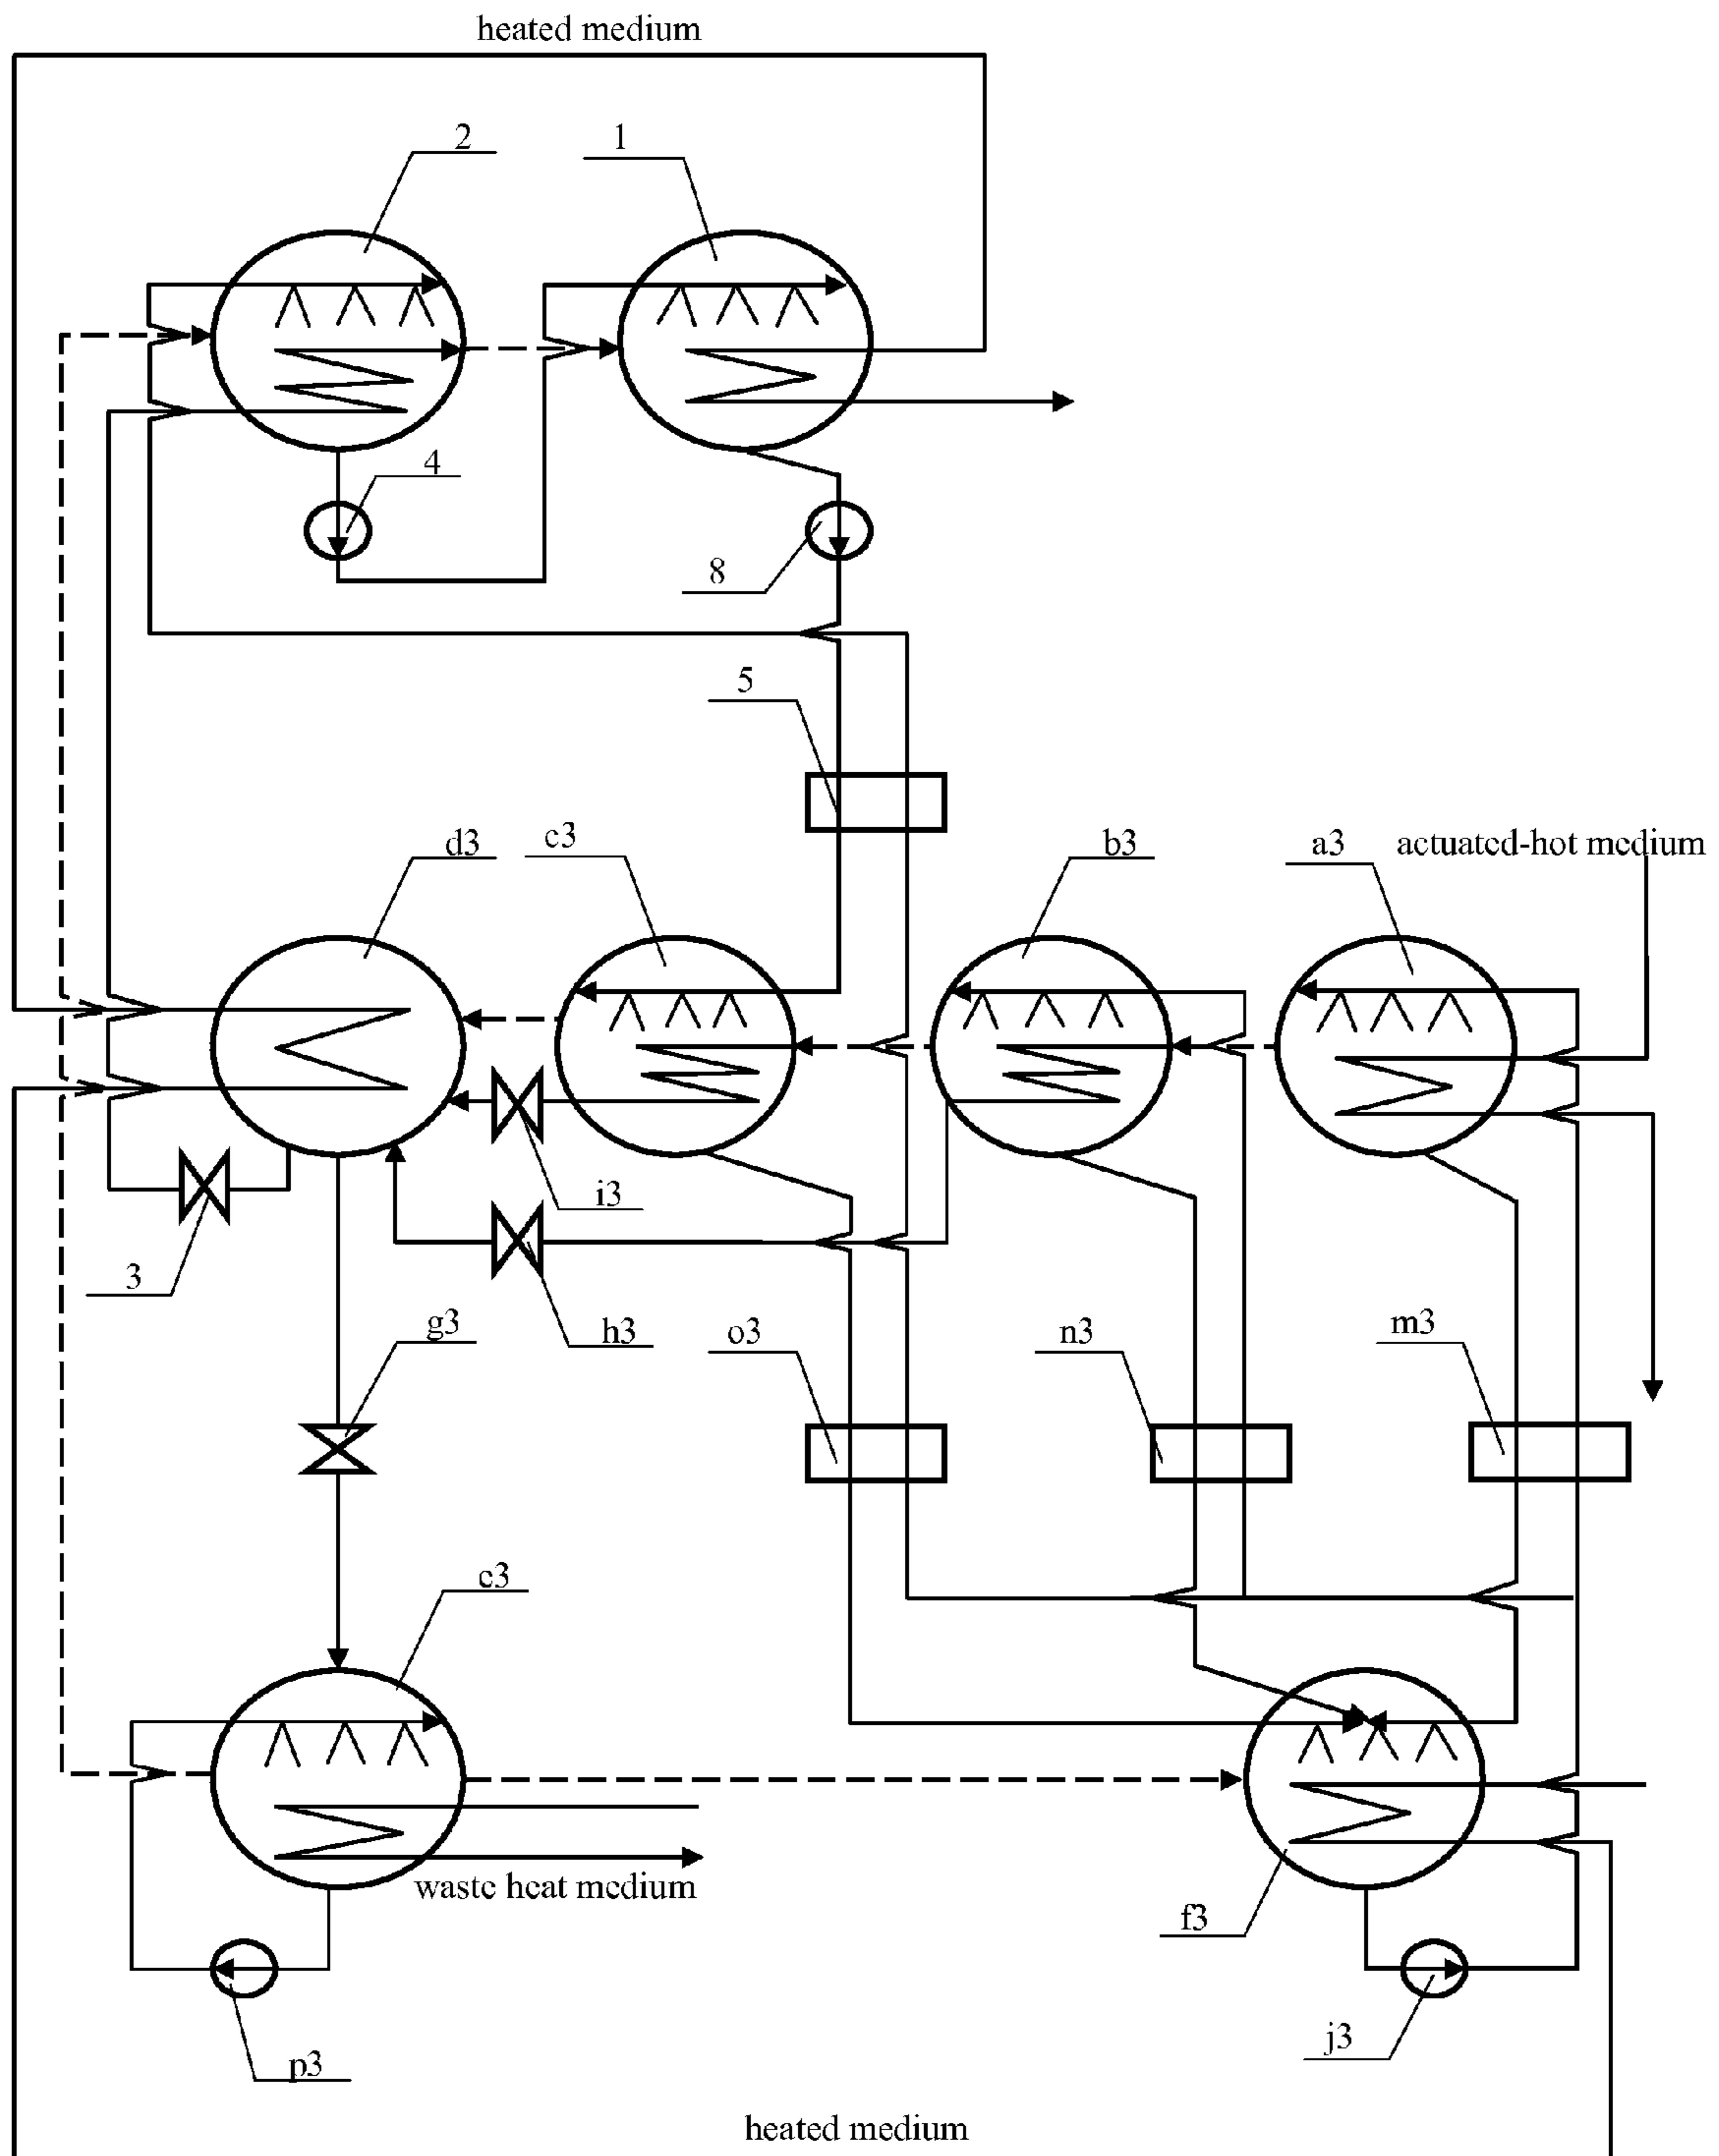 heated medium
2
1
4
8
5
d3
c3
b3
a3
actuated-hot medium
i3
3
g3
h3
o3
n3
m3
e3
waste heat medium
f3
j3
p3
heated medium